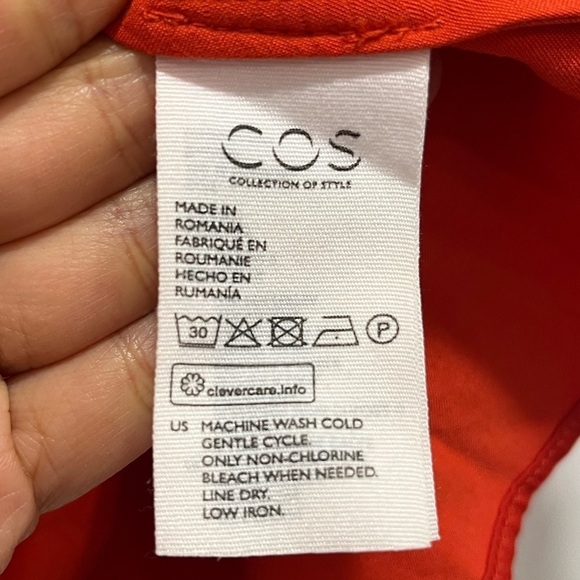 COS
COLLECTION OF STYLE
MADE IN
ROMANIA
FABRIQUÉ EN
ROUMANIE
HECHO EN
RUMANÍA
30 P
clevercare.info
US MACHINE WASH COLD
GENTLE CYCLE.
ONLY NON-CHLORINE
BLEACH WHEN NEEDED.
LINE DRY.
LOW IRON.